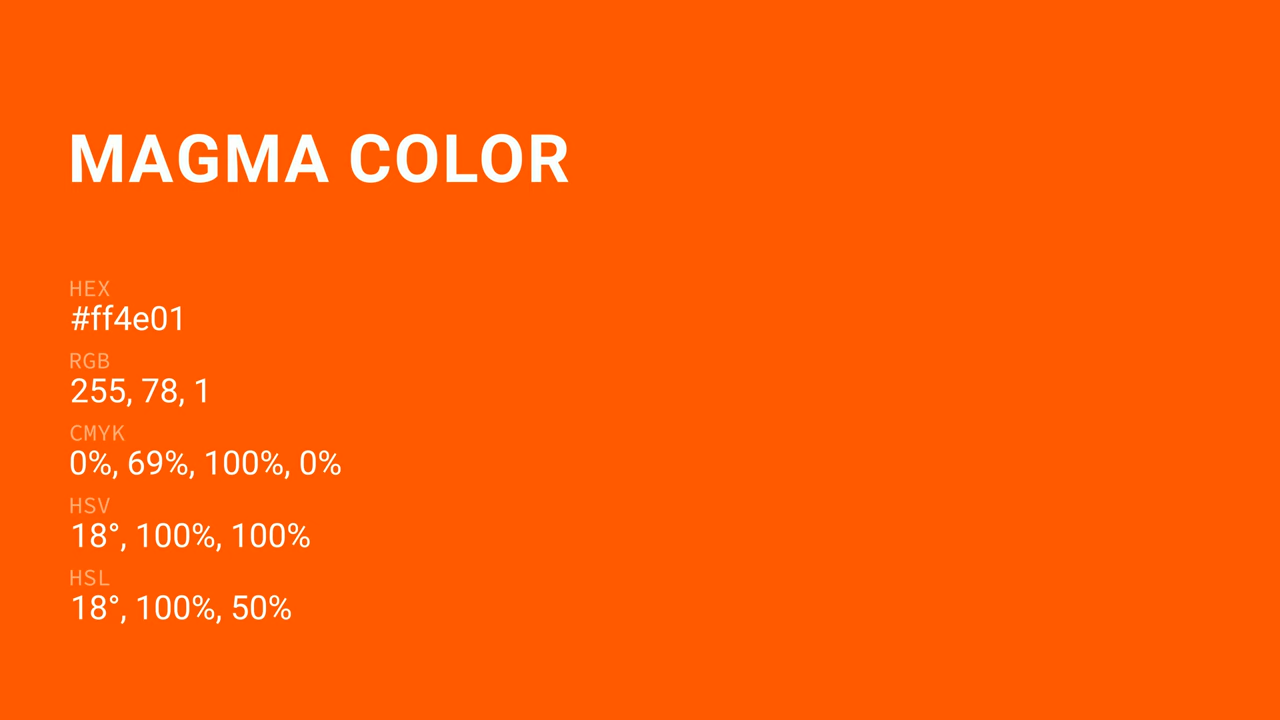 MAGMA COLOR
HEX
#ff4e01
RGB
255, 78, 1
CMYK
0%, 69%, 100%, 0%
HSV
18°, 100%, 100%
HSL
18°, 100%, 50%